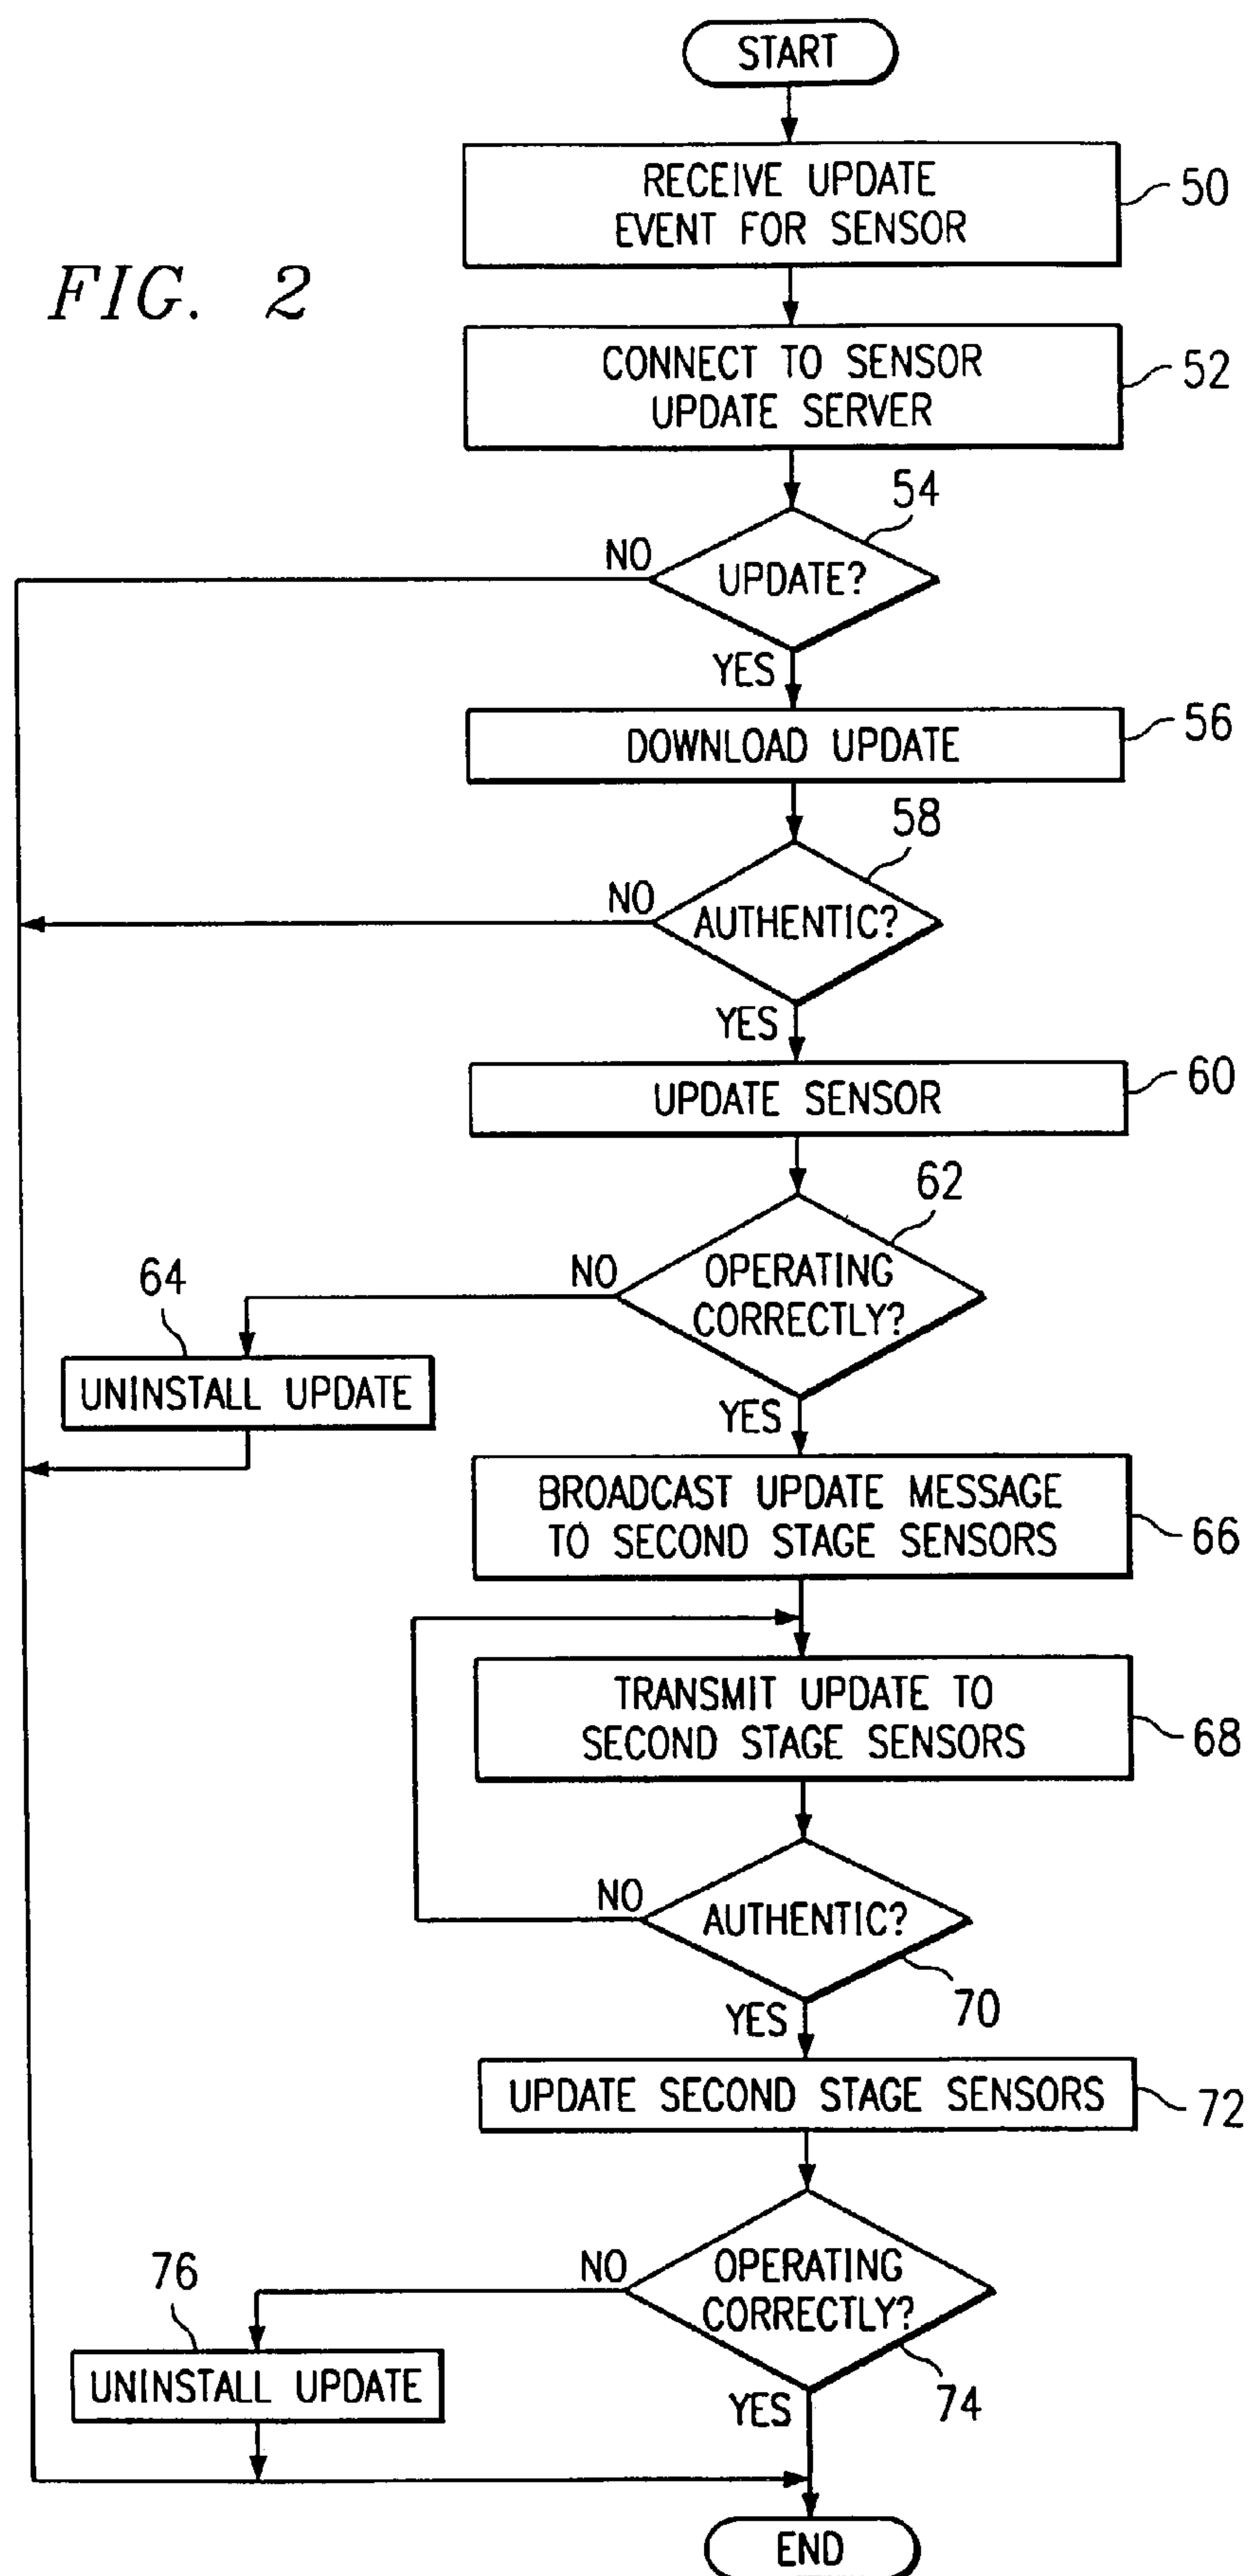 START
RECEIVE UPDATE
EVENT FOR SENSOR
50
FIG. 2
CONNECT TO SENSOR
UPDATE SERVER
52
54
NO
UPDATE?
YES
DOWNLOAD UPDATE
56
58
NO
AUTHENTIC?
YES
UPDATE SENSOR
60
62
NO
OPERATING
CORRECTLY?
64
UNINSTALL UPDATE
YES
BROADCAST UPDATE MESSAGE
TO SECOND STAGE SENSORS
66
TRANSMIT UPDATE TO
SECOND STAGE SENSORS
68
NO
AUTHENTIC?
70
YES
UPDATE SECOND STAGE SENSORS
72
NO
OPERATING
CORRECTLY?
74
76
UNINSTALL UPDATE
YES
END